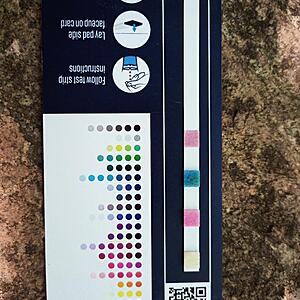 Follow test strip
instructions
Lay pad side
faceup on card